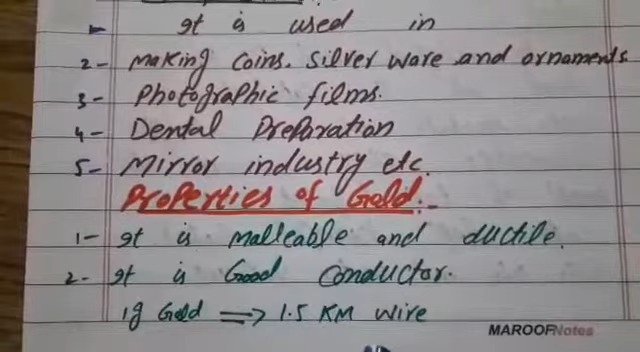 1- It is used in
2- Making Coins. Silver ware and ornaments
3- Photographic films.
4- Dental Preparation
5- Mirror industry etc.
Properties of Gold.
1- It is malleable and ductile.
2- It is Good conductor.
1g Gold => 1.5 KM wire
MAROOFNotes